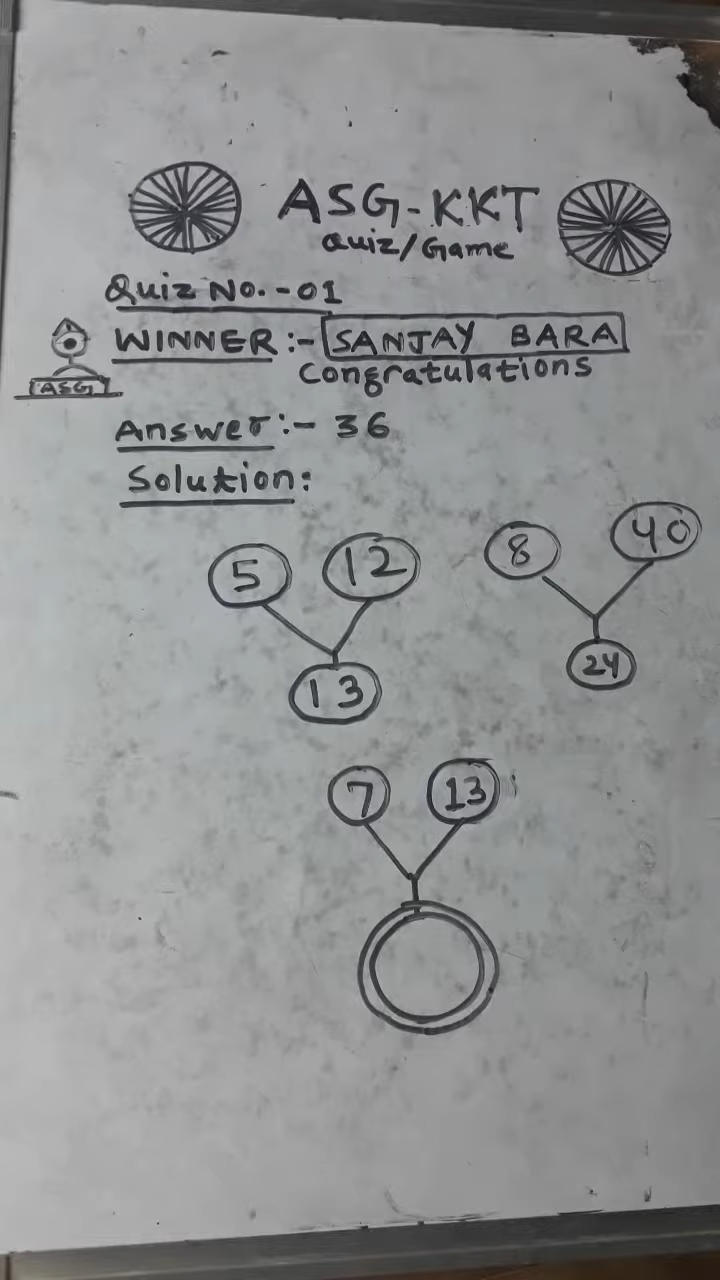 ASG-KKT
Quiz/Game
Quiz No.-01
WINNER:- SANJAY BARA
Congratulations
ASG
Answer:- 36
Solution:
5 12 8 40
13 24
7 13